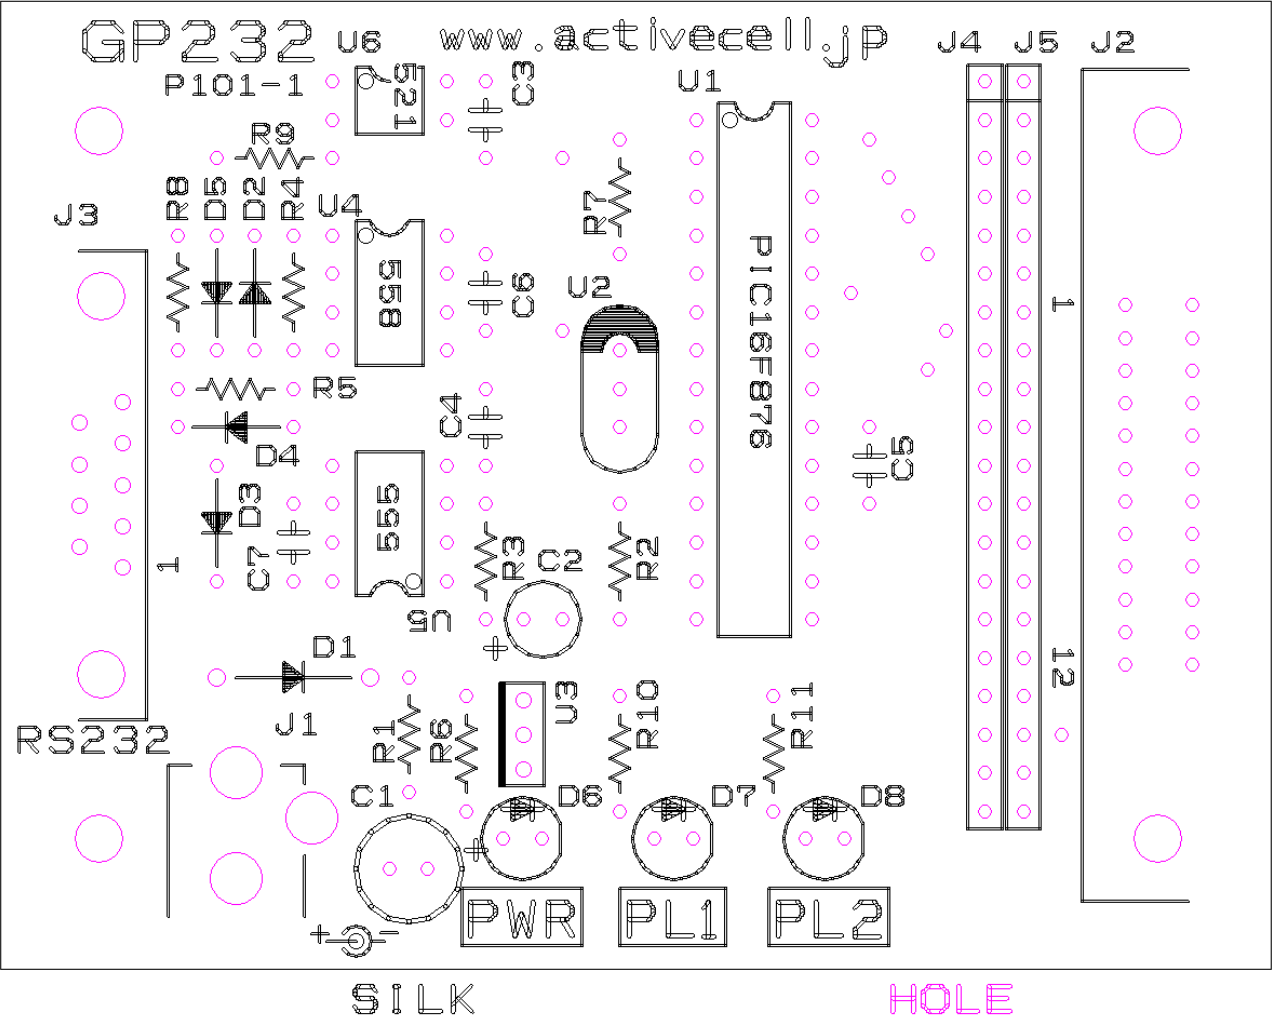 GP232
U6
www.activecell.jp
J4
J5
J2
P101-1
521
C3
U1
R9
R8
D5
D2
R4
U4
R7
J3
558
C6
U2
PIC16F876
1
R5
C4
D4
C5
D3
555
C7
1
R3
C2
R2
U5
D1
12
J1
R1
R6
U3
R10
R11
RS232
C1
D6
D7
D8
+
+
PWR
PL1
PL2
+
-
SILK
HOLE